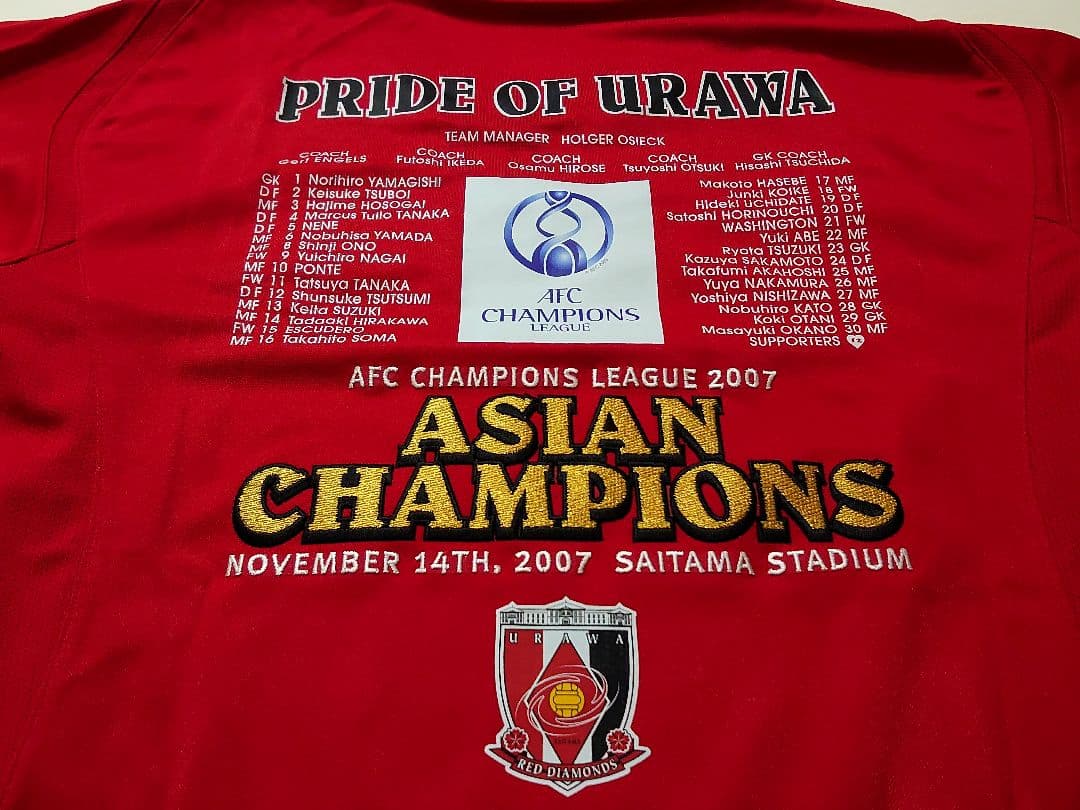 PRIDE OF URAWA
TEAM MANAGER HOLGER OSIECK
COACH
Gert ENGELS
COACH
Futoshi IKEDA
COACH
Osamu HIROSE
COACH
Tsuyoshi OTSUKI
GK COACH
Hisashi TSUCHIDA
GK 1 Norihiro YAMAGISHI
DF 2 Keisuke TSUBOI
MF 3 Hajime HOSOGAI
DF 4 Marcus Tulio TANAKA
DF 5 NENE
MF 6 Nobuhisa YAMADA
MF 8 Shinji ONO
FW 9 Yuichiro NAGAI
MF 10 PONTE
FW 11 Tatsuya TANAKA
DF 12 Shunsuke TSUTSUMI
MF 13 Keita SUZUKI
MF 14 Tadaaki HIRAKAWA
FW 15 ESCUDERO
MF 16 Takahito SOMA
AFC
CHAMPIONS
LEAGUE
Makoto HASEBE 17 MF
Junki KOIKE 18 FW
Hideki UCHIDATE 19 DF
Satoshi HORINOUCHI 20 DF
WASHINGTON 21 FW
Yuki ABE 22 MF
Ryota TSUZUKI 23 GK
Kazuya SAKAMOTO 24 DF
Takafumi AKAHOSHI 25 MF
Yuya NAKAMURA 26 MF
Yoshiya NISHIZAWA 27 MF
Nobuhiro KATO 28 GK
Koki OTANI 29 GK
Masayuki OKANO 30 MF
SUPPORTERS 12
AFC CHAMPIONS LEAGUE 2007
ASIAN
CHAMPIONS
NOVEMBER 14TH, 2007 SAITAMA STADIUM
URAWA
SAITAMA
RED DIAMONDS